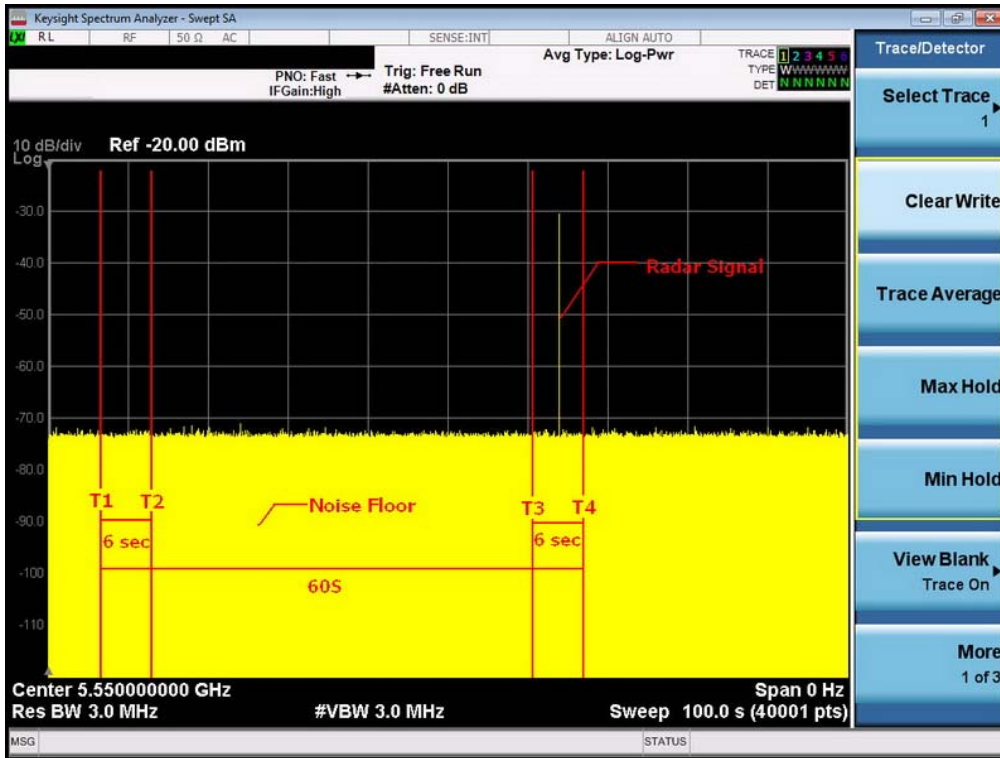 Keysight Spectrum Analyzer - Swept SA
LXI RL RF 50 Ω AC SENSE:INT ALIGN AUTO
Avg Type: Log-Pwr
TRACE 1 2 3 4 5 6
PNO: Fast Trig: Free Run
TYPE WWWWWW
IFGain:High #Atten: 0 dB
DET N N N N N N
10 dB/div Ref -20.00 dBm
Log
-30.0
-40.0
Radar Signal
-50.0
-60.0
-70.0
-80.0
T1 T2 Noise Floor T3 T4
-90.0
6 sec 6 sec
-100
60S
-110
Center 5.550000000 GHz Span 0 Hz
Res BW 3.0 MHz #VBW 3.0 MHz Sweep 100.0 s (40001 pts)
MSG STATUS
Trace/Detector
Select Trace
1
Clear Write
Trace Average
Max Hold
Min Hold
View Blank
Trace On
More
1 of 3